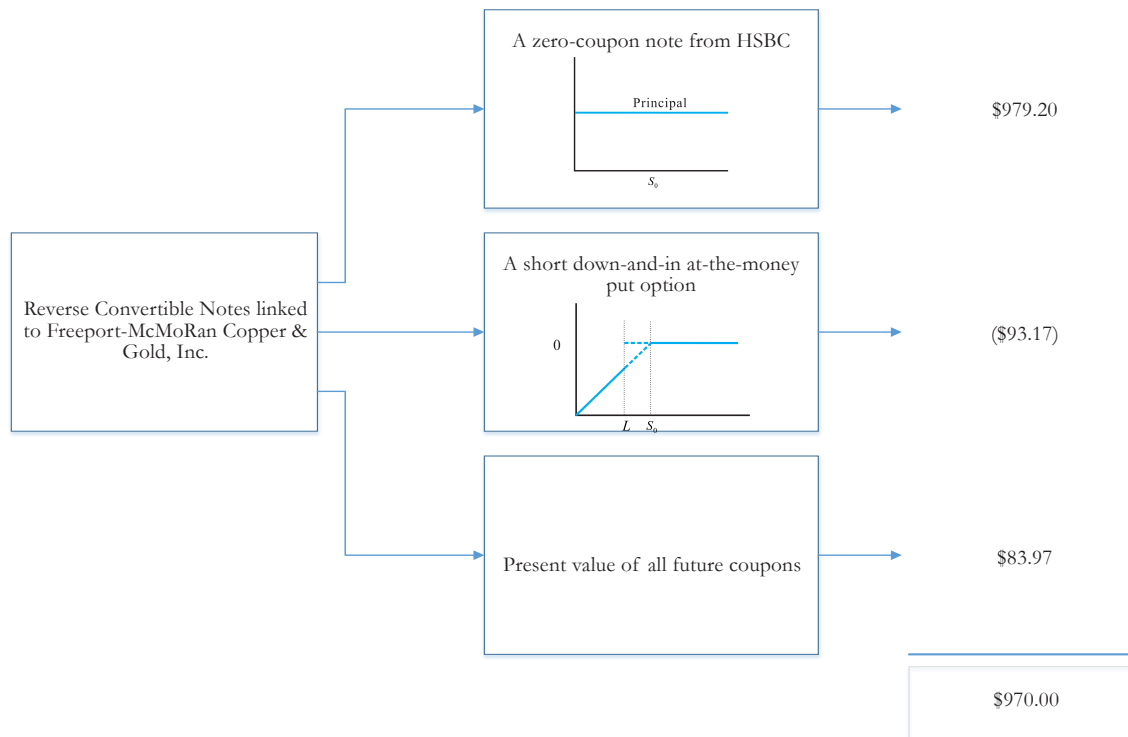 A zero-coupon note from HSBC
Principal
S₀
$979.20
Reverse Convertible Notes linked
to Freeport-McMoRan Copper &
Gold, Inc.
A short down-and-in at-the-money
put option
0
L S₀
($93.17)
Present value of all future coupons
$83.97
$970.00